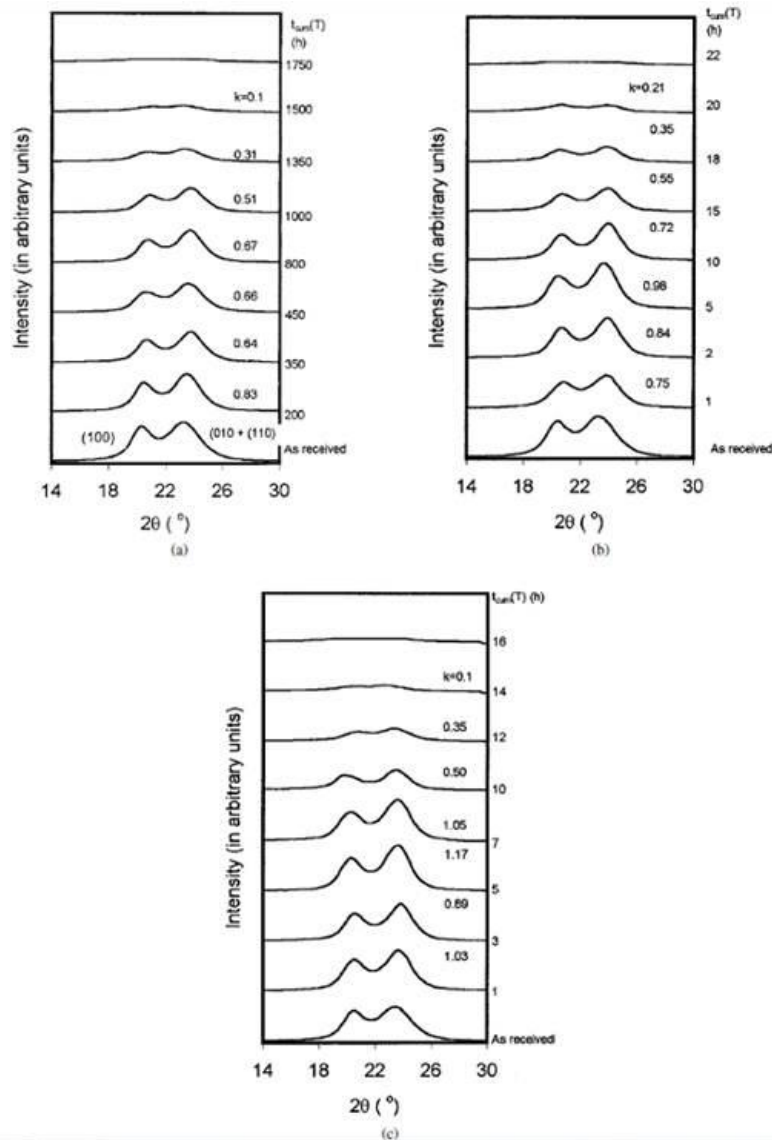 t_cum(T)
(h)
1750
k=0.1
1500
0.31
1350
0.51
1000
0.67
800
0.66
450
0.64
350
0.83
200
(100)
(010 + (110)
As received
Intensity (in arbitrary units)
14 18 22 26 30
2θ ( °)
(a)
t_cum(T)
(h)
22
k=0.21
20
0.35
18
0.55
15
0.72
10
0.98
5
0.84
2
0.75
1
As received
Intensity (in arbitrary units)
14 18 22 26 30
2θ ( °)
(b)
t_cum(T) (h)
16
k=0.1
14
0.35
12
0.50
10
1.05
7
1.17
5
0.89
3
1.03
1
As received
Intensity (in arbitrary units)
14 18 22 26 30
2θ ( °)
(c)